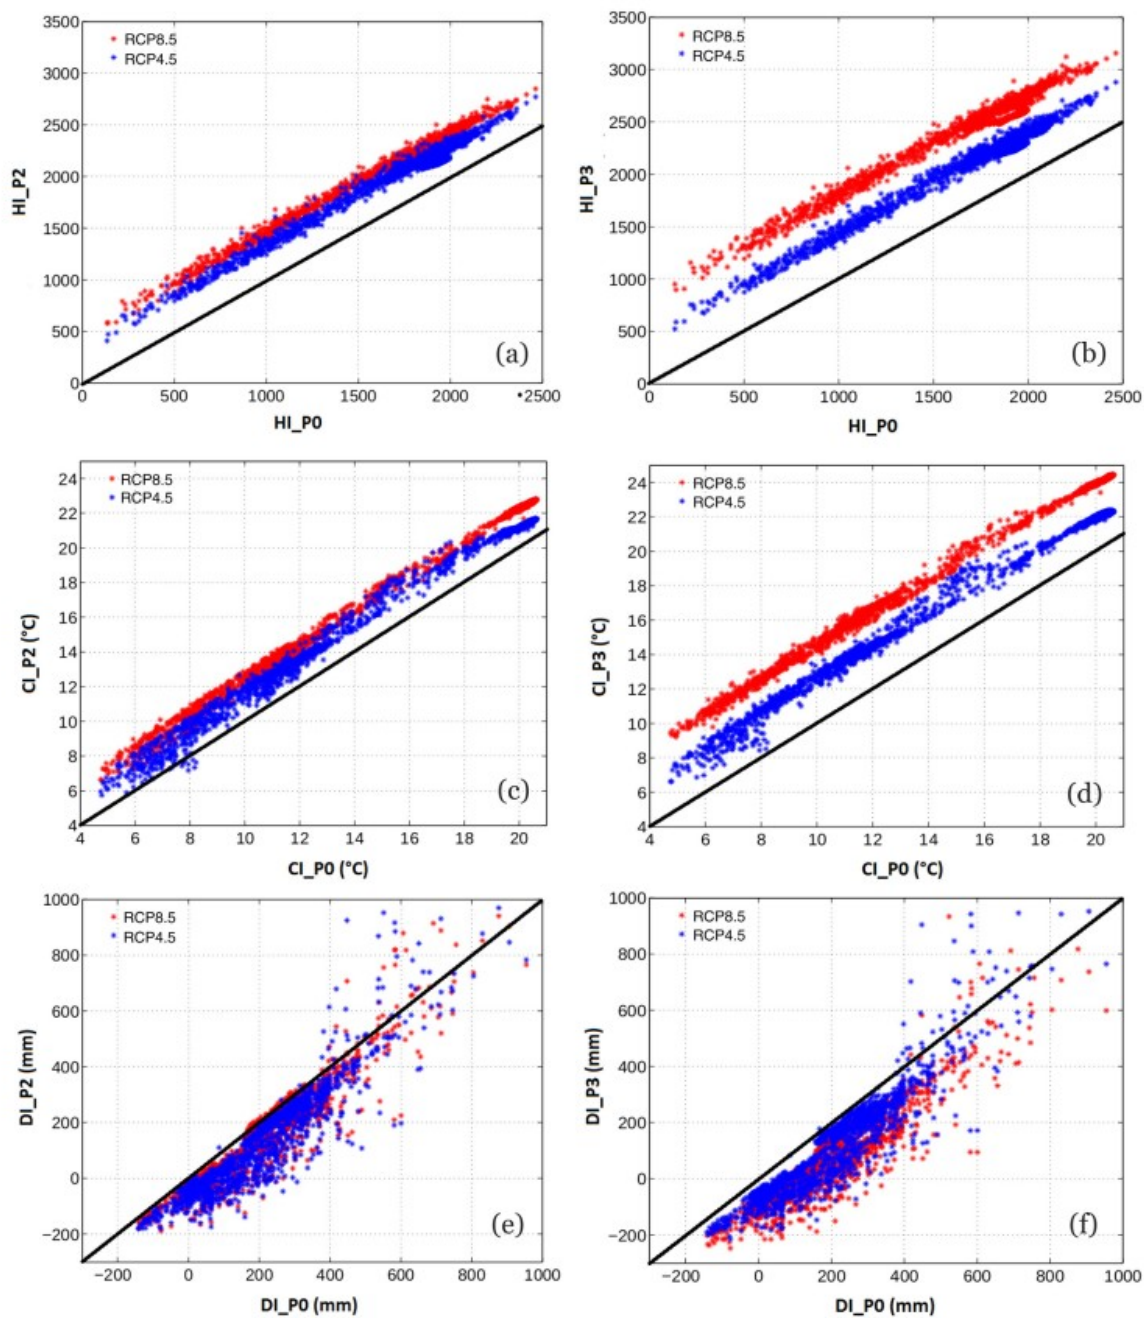 3500
3000
2500
2000
1500
1000
500
0
HI_P2
RCP8.5
RCP4.5
(a)
0 500 1000 1500 2000 •2500
HI_P0
3500
3000
2500
2000
1500
1000
500
0
HI_P3
RCP8.5
RCP4.5
(b)
0 500 1000 1500 2000 2500
HI_P0
24
22
20
18
16
14
12
10
8
6
4
CI_P2 (°C)
RCP8.5
RCP4.5
(c)
4 6 8 10 12 14 16 18 20
CI_P0 (°C)
24
22
20
18
16
14
12
10
8
6
4
CI_P3 (°C)
RCP8.5
RCP4.5
(d)
4 6 8 10 12 14 16 18 20
CI_P0 (°C)
1000
800
600
400
200
0
−200
DI_P2 (mm)
RCP8.5
RCP4.5
(e)
−200 0 200 400 600 800 1000
DI_P0 (mm)
1000
800
600
400
200
0
−200
DI_P3 (mm)
RCP8.5
RCP4.5
(f)
−200 0 200 400 600 800 1000
DI_P0 (mm)